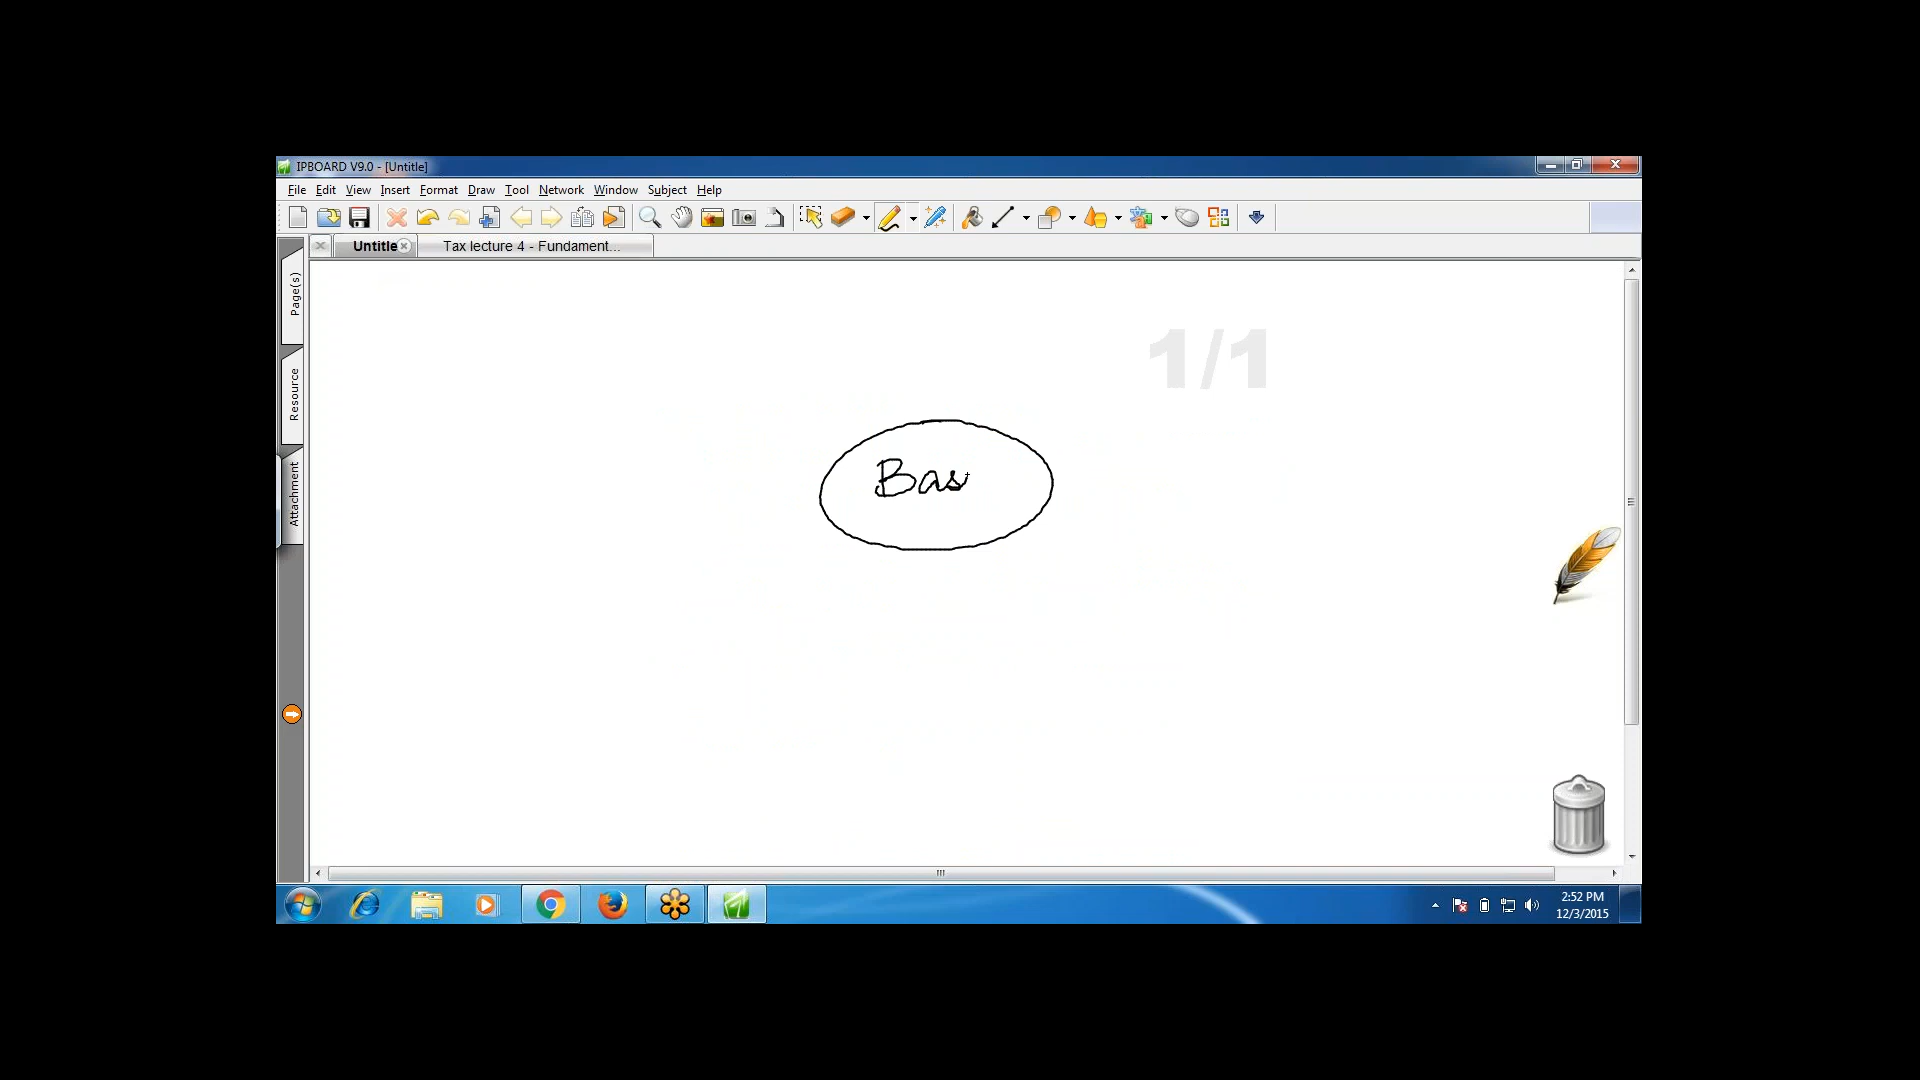 IPBOARD V9.0 - [Untitle]
File Edit View Insert Format Draw Tool Network Window Subject Help
Untitle Tax lecture 4 - Fundament...
Page(s)
Resource
Attachment
1/1
Bas
2:52 PM
12/3/2015